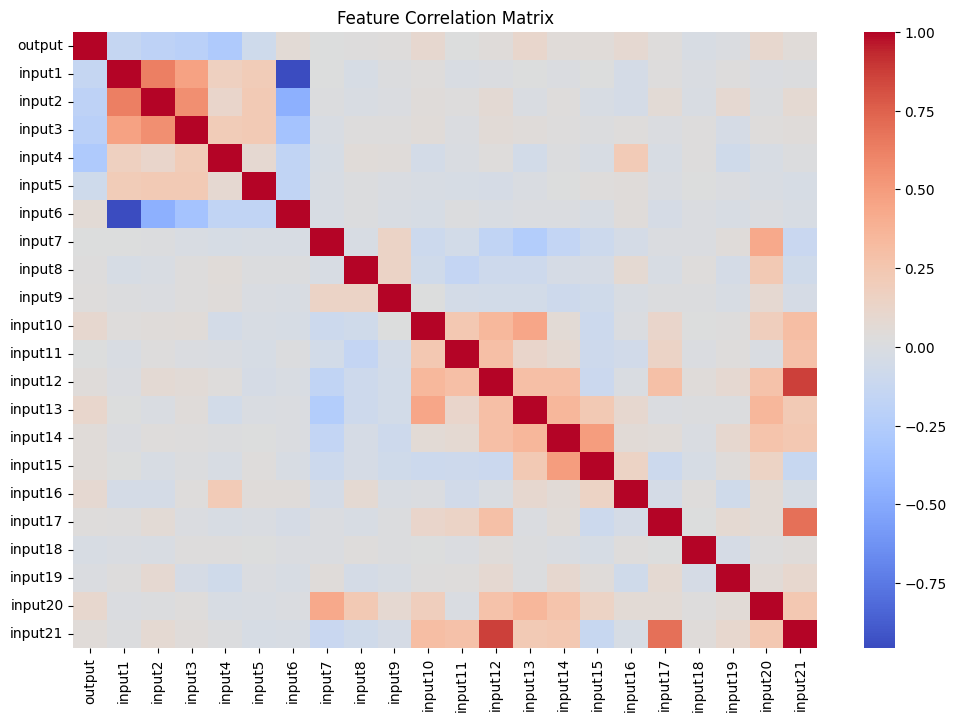 Feature Correlation Matrix
output
input1
input2
input3
input4
input5
input6
input7
input8
input9
input10
input11
input12
input13
input14
input15
input16
input17
input18
input19
input20
input21
output
input1
input2
input3
input4
input5
input6
input7
input8
input9
input10
input11
input12
input13
input14
input15
input16
input17
input18
input19
input20
input21
1.00
0.75
0.50
0.25
0.00
−0.25
−0.50
−0.75